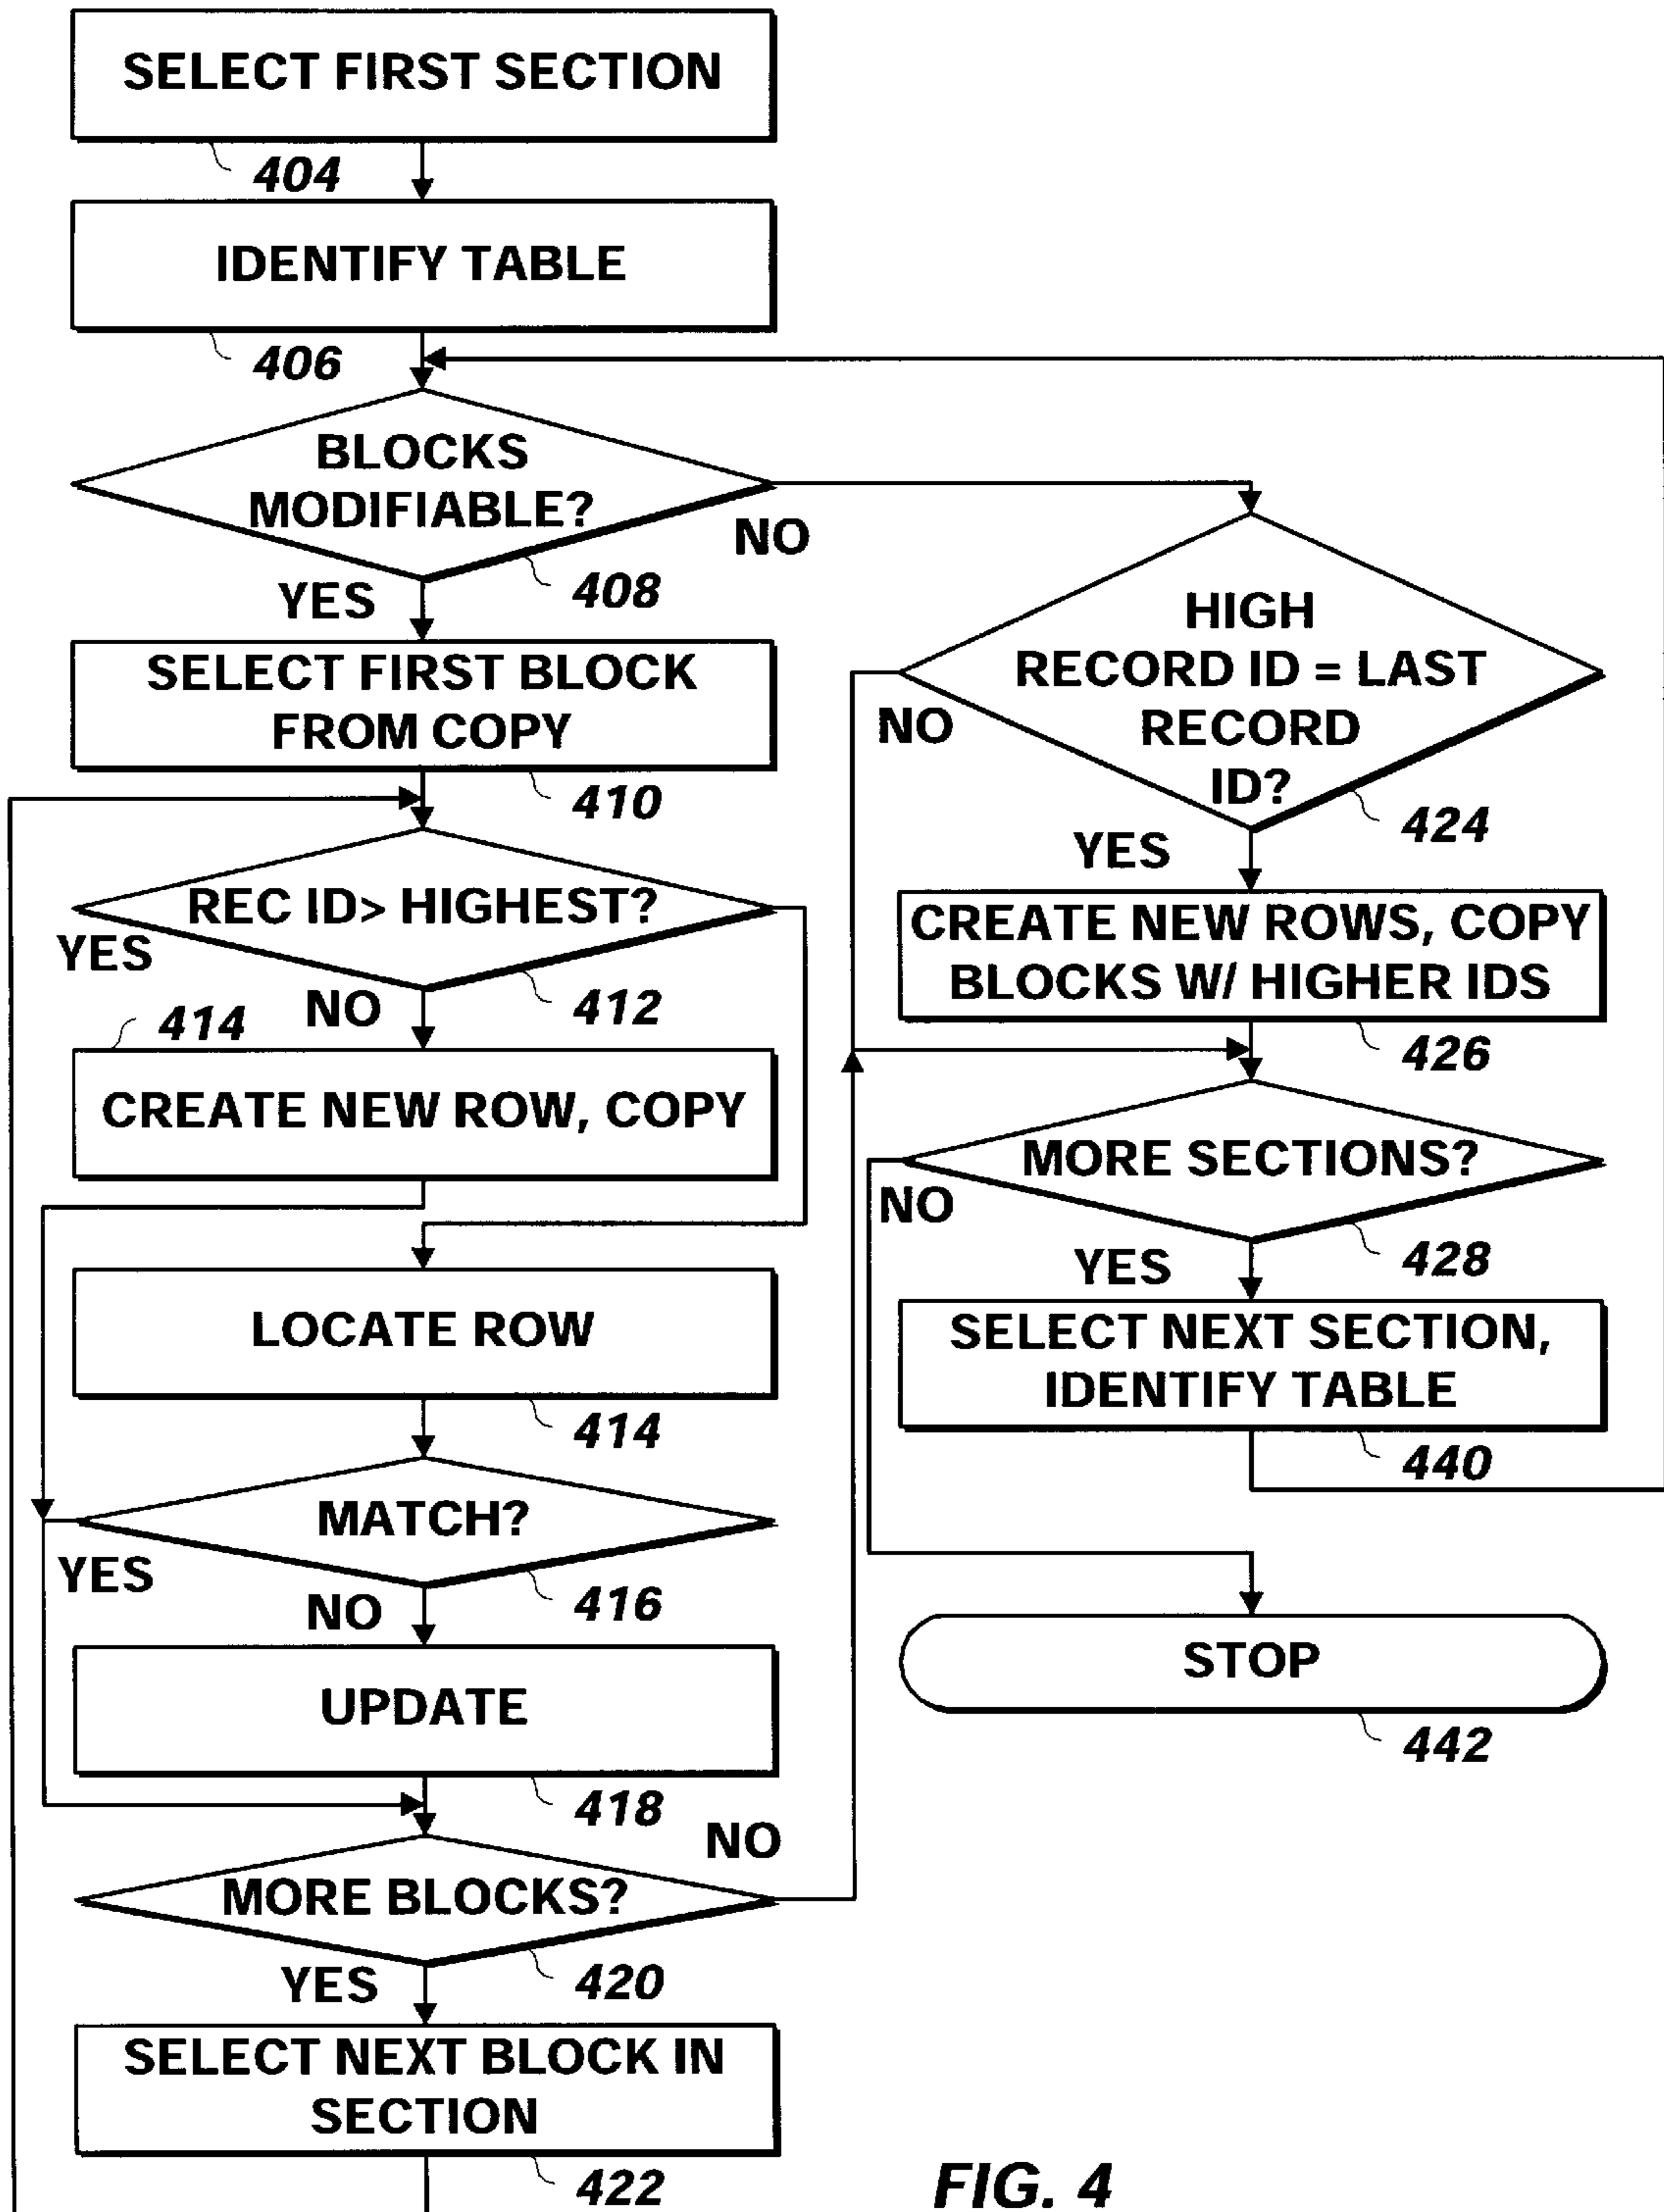 SELECT FIRST SECTION
404
IDENTIFY TABLE
406
BLOCKS
MODIFIABLE?
NO
YES
408
SELECT FIRST BLOCK
FROM COPY
410
REC ID> HIGHEST?
YES
NO
412
414
CREATE NEW ROW, COPY
LOCATE ROW
414
MATCH?
YES
NO
416
UPDATE
418
NO
MORE BLOCKS?
YES
420
SELECT NEXT BLOCK IN
SECTION
422
HIGH
RECORD ID = LAST
RECORD
ID?
NO
YES
424
CREATE NEW ROWS, COPY
BLOCKS W/ HIGHER IDS
426
MORE SECTIONS?
NO
YES
428
SELECT NEXT SECTION,
IDENTIFY TABLE
440
STOP
442
FIG. 4